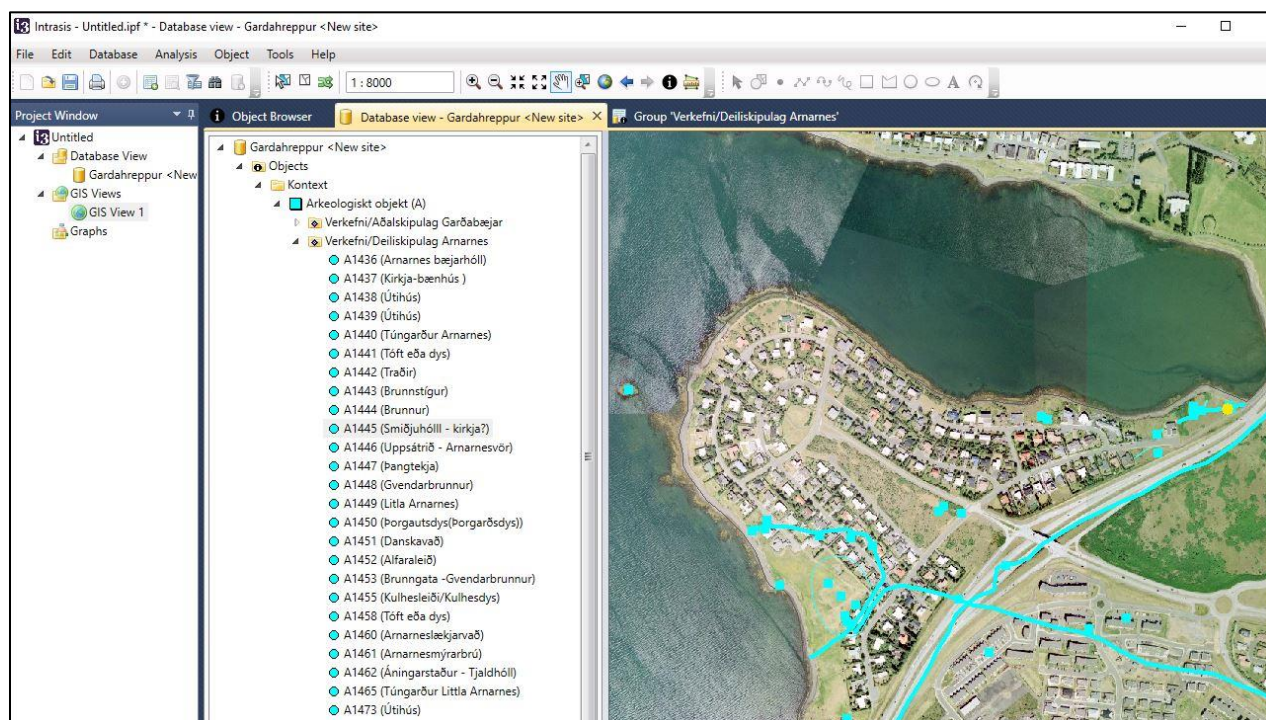 Intrasis - Untitled.ipf * - Database view - Gardahreppur <New site>
File Edit Database Analysis Object Tools Help
1 : 8000
Project Window
Object Browser
Database view - Gardahreppur <New site>
Group 'Verkefni/Deiliskipulag Arnarnes'
Untitled
Database View
Gardahreppur <New
GIS Views
GIS View 1
Graphs
Gardahreppur <New site>
Objects
Kontext
Arkeologiskt objekt (A)
Verkefni/Aðalskipulag Garðabæjar
Verkefni/Deiliskipulag Arnarnes
A1436 (Arnarnes bæjarhóll)
A1437 (Kirkja-bænhús )
A1438 (Útihús)
A1439 (Útihús)
A1440 (Túngarður Arnarnes)
A1441 (Tóft eða dys)
A1442 (Traðir)
A1443 (Brunnstígur)
A1444 (Brunnur)
A1445 (Smiðjuhólll - kirkja?)
A1446 (Uppsátrið - Arnarnesvör)
A1447 (Þangtekja)
A1448 (Gvendarbrunnur)
A1449 (Litla Arnarnes)
A1450 (Þorgautsdys(Þorgarðsdys))
A1451 (Danskavað)
A1452 (Alfaraleið)
A1453 (Brunngata -Gvendarbrunnur)
A1455 (Kulhesleiði/Kulhesdys)
A1458 (Tóft eða dys)
A1460 (Arnarneslækjarvað)
A1461 (Arnarnesmýrarbrú)
A1462 (Áningarstaður - Tjaldhóll)
A1465 (Túngarður Littla Arnarnes)
A1473 (Útihús)